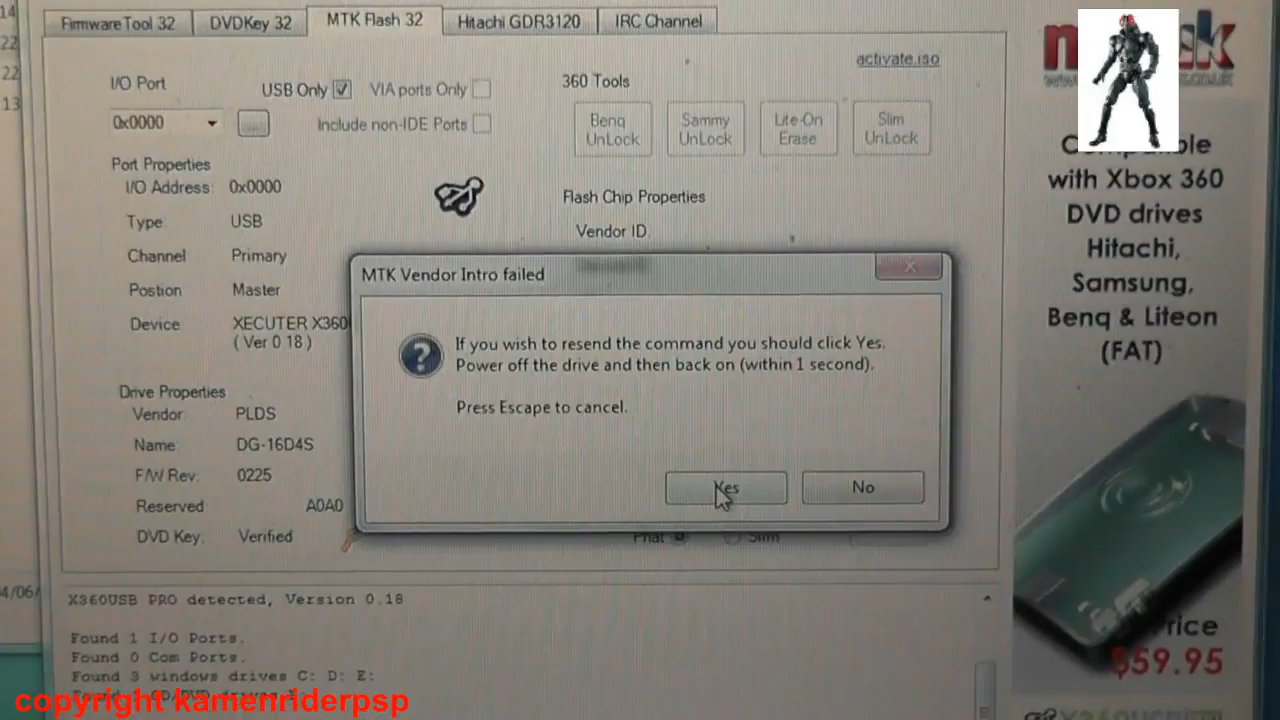 14
22
22
13
FirmwareTool 32
DVDKey 32
MTK Flash 32
Hitachi GDR3120
IRC Channel
activate.iso
I/O Port
USB Only
VIA ports Only
0x0000
...
Include non-IDE Ports
360 Tools
Benq
UnLock
Sammy
UnLock
Lite-On
Erase
Slim
UnLock
Port Properties
I/O Address:
0x0000
Type:
USB
Channel
Primary
Postion
Master
Device
XECUTER X360
( Ver 0.18 )
Flash Chip Properties
Vendor ID
MTK Vendor Intro failed
If you wish to resend the command you should click Yes.
Power off the drive and then back on (within 1 second).
Press Escape to cancel.
Yes
No
Drive Properties
Vendor:
PLDS
Name:
DG-16D4S
F/W Rev:
0225
Reserved
A0A0
DVD Key:
Verified
Phat
Slim
4/06/
X360USB PRO detected, Version 0.18
Found 1 I/O Ports.
Found 0 Com Ports.
Found 3 windows drives C: D: E:
with Xbox 360
DVD drives
Hitachi,
Samsung,
Benq & Liteon
(FAT)
Price
$59.95
copyright kamenriderpsp